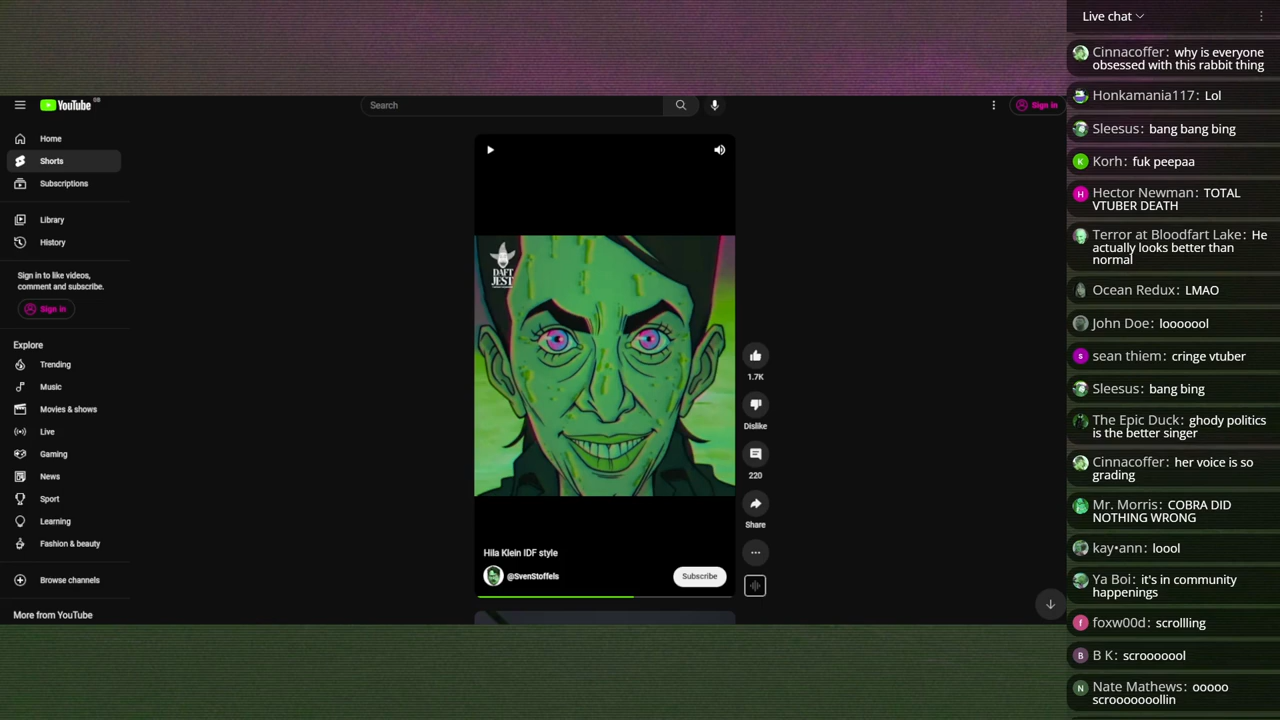 YouTube GB
Search
Sign in
Home
Shorts
Subscriptions
Library
History
Sign in to like videos,
comment and subscribe.
Sign in
Explore
Trending
Music
Movies & shows
Live
Gaming
News
Sport
Learning
Fashion & beauty
Browse channels
More from YouTube
DAFT
JEST
1.7K
Dislike
220
Share
Hila Klein IDF style
@SvenStoffels
Subscribe
Live chat
Cinnacoffer: why is everyone
obsessed with this rabbit thing
Honkamania117: Lol
Sleesus: bang bang bing
K
Korh: fuk peepaa
H
Hector Newman: TOTAL
VTUBER DEATH
Terror at Bloodfart Lake: He
actually looks better than
normal
Ocean Redux: LMAO
John Doe: looooool
s
sean thiem: cringe vtuber
Sleesus: bang bing
The Epic Duck: ghody politics
is the better singer
Cinnacoffer: her voice is so
grading
Mr. Morris: COBRA DID
NOTHING WRONG
kay•ann: loool
Ya Boi: it's in community
happenings
f
foxw00d: scrollling
B
B K: scrooooool
N
Nate Mathews: ooooo
scroooooooollin